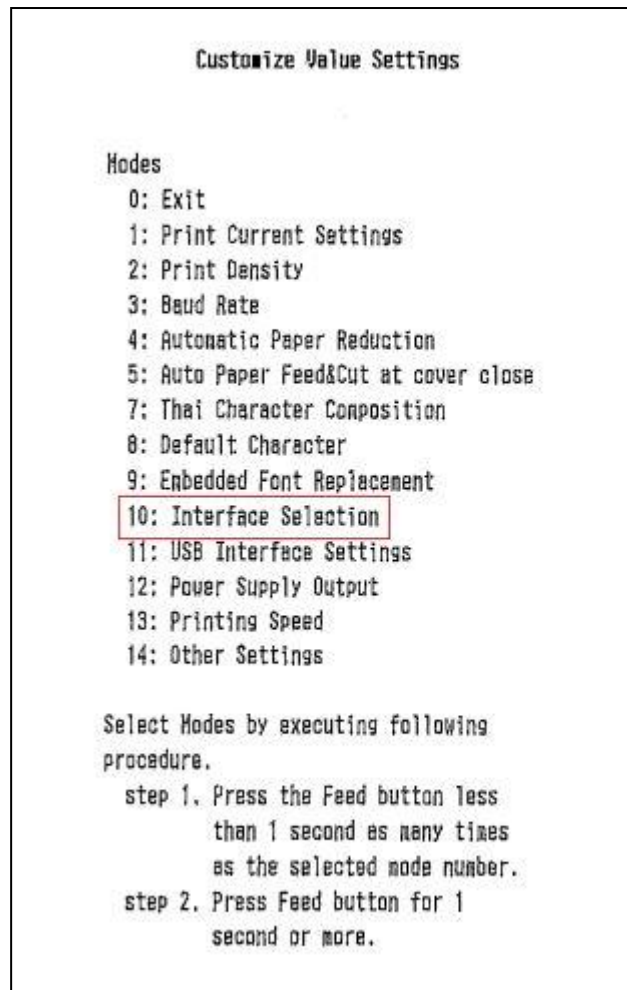 Customize Value Settings
Modes
0: Exit
1: Print Current Settings
2: Print Density
3: Baud Rate
4: Automatic Paper Reduction
5: Auto Paper Feed&Cut at cover close
7: Thai Character Composition
8: Default Character
9: Embedded Font Replacement
10: Interface Selection
11: USB Interface Settings
12: Power Supply Output
13: Printing Speed
14: Other Settings
Select Modes by executing following
procedure.
step 1. Press the Feed button less
than 1 second as many times
as the selected mode number.
step 2. Press Feed button for 1
second or more.